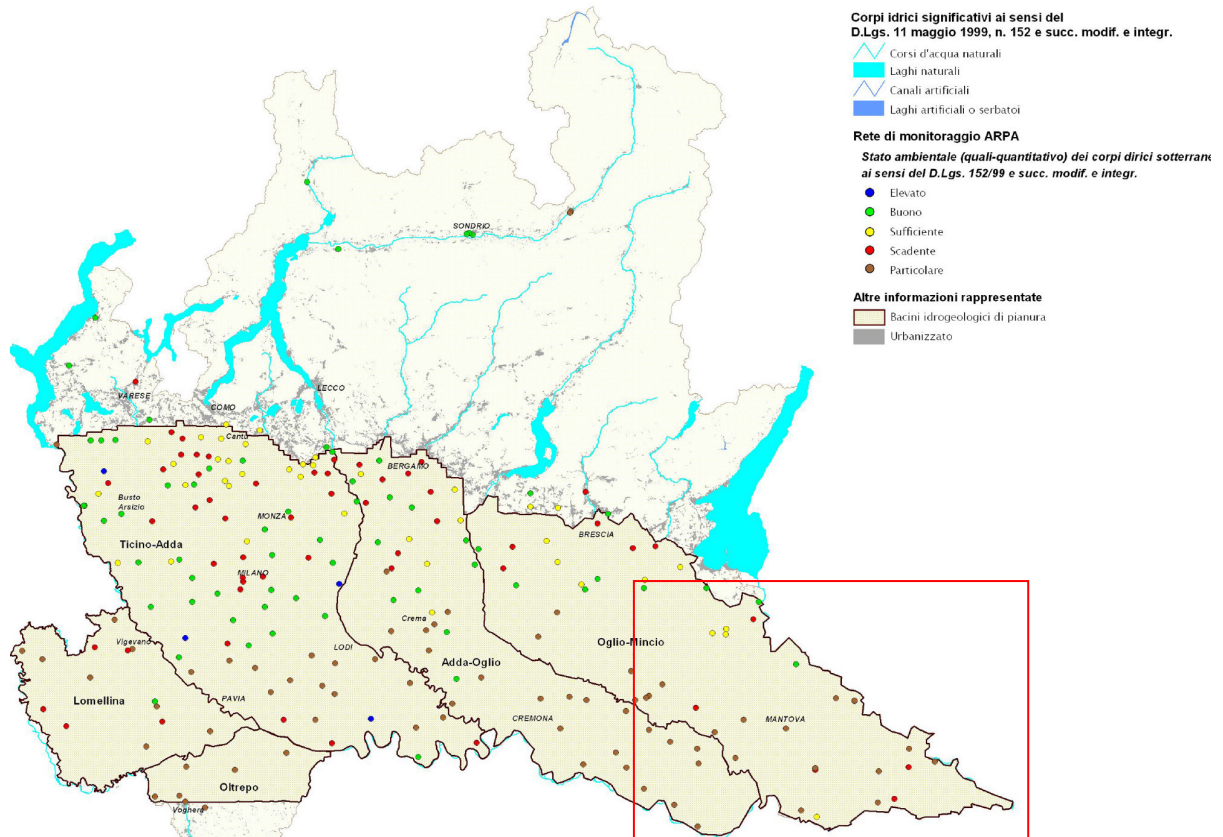 Corpi idrici significativi ai sensi del
D.Lgs. 11 maggio 1999, n. 152 e succ. modif. e integr.
Corsi d'acqua naturali
Laghi naturali
Canali artificiali
Laghi artificiali o serbatoi
Rete di monitoraggio ARPA
Stato ambientale (quali-quantitativo) dei corpi dirici sotterrane
ai sensi del D.Lgs. 152/99 e succ. modif. e integr.
Elevato
Buono
Sufficiente
Scadente
Particolare
Altre informazioni rappresentate
Bacini idrogeologici di pianura
Urbanizzato
SONDRIO
LECCO
VARESE
COMO
Cantù
BERGAMO
Busto
Arsizio
MONZA
BRESCIA
Ticino-Adda
MILANO
Crema
Vigevano
LODI
Oglio-Mincio
Adda-Oglio
Lomellina
PAVIA
CREMONA
MANTOVA
Oltrepo
Voghera